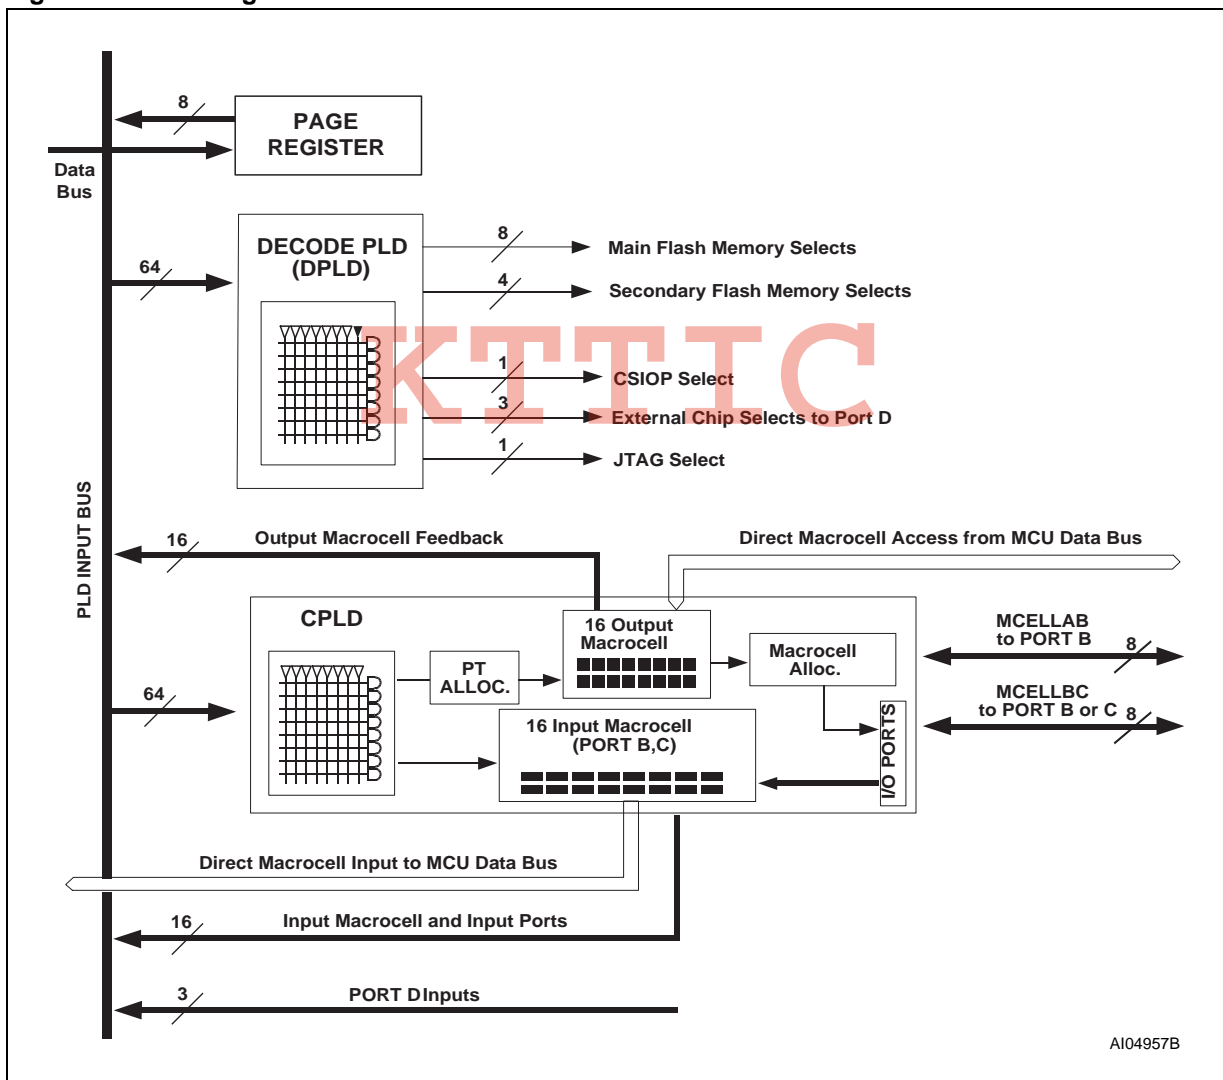 8
PAGE
REGISTER
Data
Bus
DECODE PLD
(DPLD)
64
8
Main Flash Memory Selects
4
Secondary Flash Memory Selects
KTTIC
1
CSIOP Select
3
External Chip Selects to Port D
1
JTAG Select
PLD INPUT BUS
16
Output Macrocell Feedback
Direct Macrocell Access from MCU Data Bus
CPLD
16 Output
Macrocell
Macrocell
Alloc.
MCELLAB
to PORT B
8
PT
ALLOC.
64
MCELLBC
to PORT B or C
8
16 Input Macrocell
(PORT B,C)
I/O PORTS
Direct Macrocell Input to MCU Data Bus
16
Input Macrocell and Input Ports
3
PORT D Inputs
AI04957B